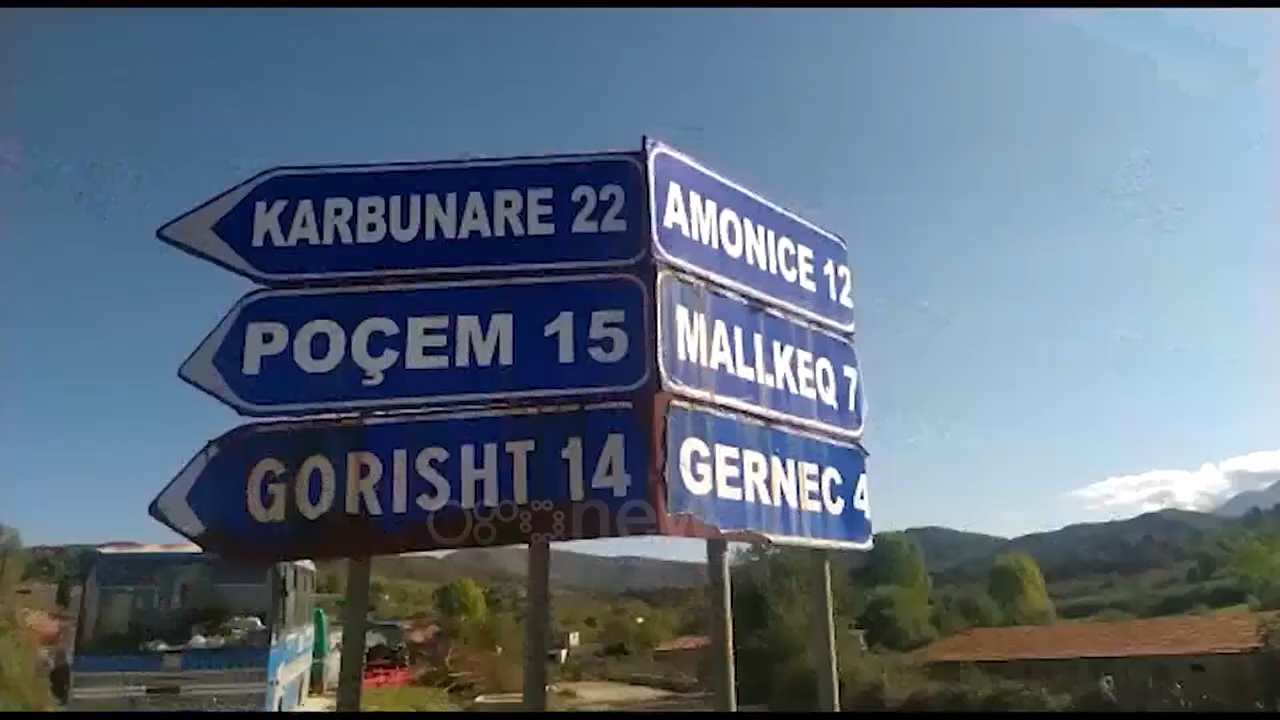 KARBUNARE 22
POÇEM 15
GORISHT 14
AMONICE 12
MALLKEQ 7
GERNEC 4